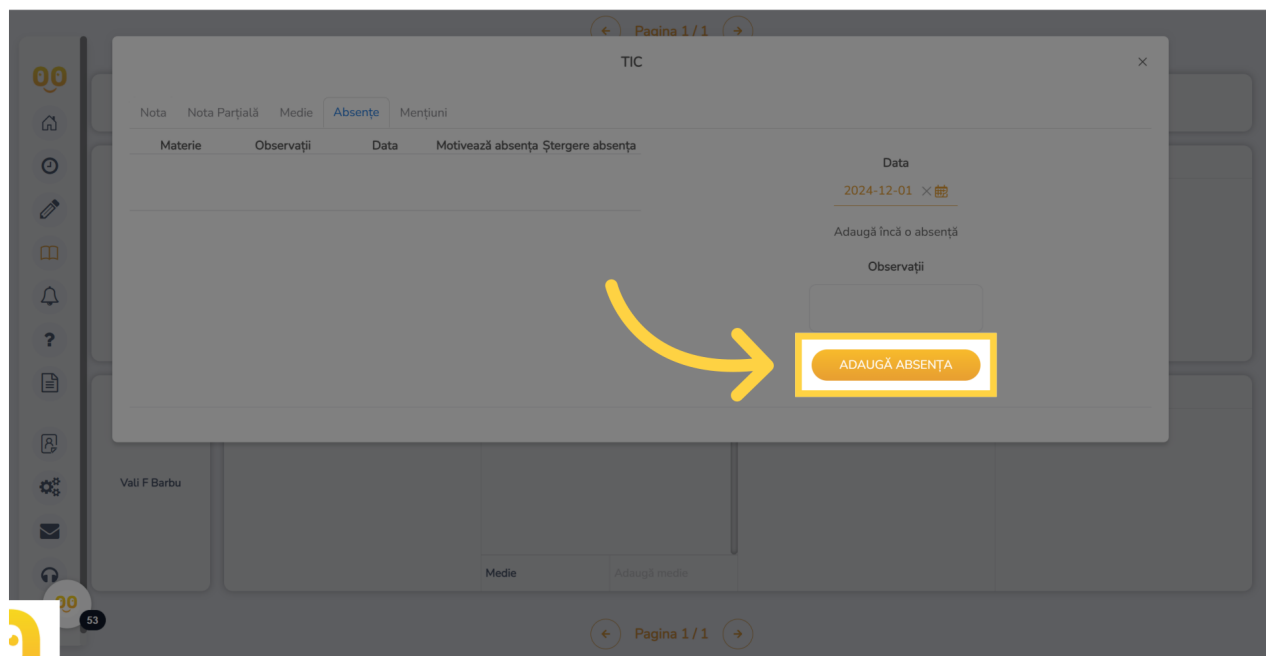 Pagina 1 / 1
TIC
Nota Nota Parțială Medie Absențe Mențiuni
Materie Observații Data Motivează absența Ștergere absența
Data
2024-12-01
Adaugă încă o absență
Observații
ADAUGĂ ABSENȚA
?
Vali F Barbu
Medie Adaugă medie
53
Pagina 1 / 1